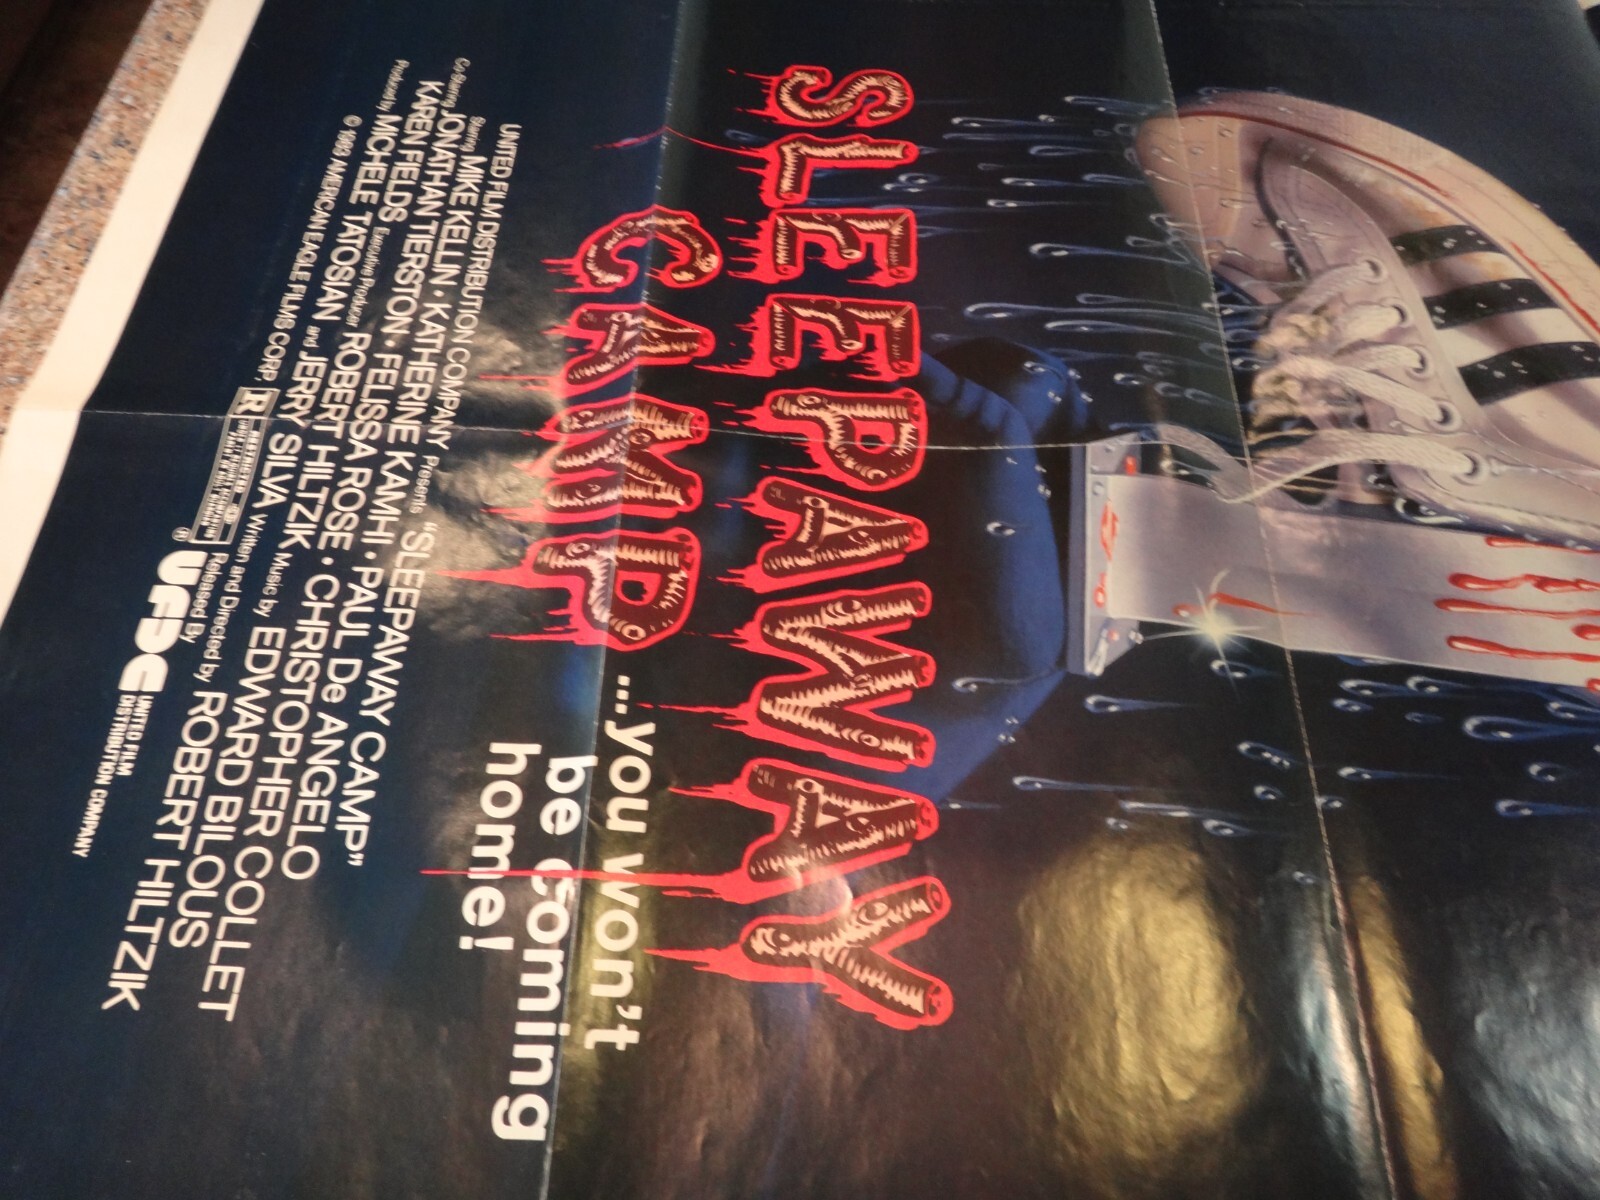 SLEEPAWAY
CAMP
...you won't
be coming
home!
UNITED FILM DISTRIBUTION COMPANY Presents "SLEEPAWAY CAMP"
Starring MIKE KELLIN • KATHERINE KAMHI • PAUL De ANGELO
Co-Starring JONATHAN TIERSTON • FELISSA ROSE • CHRISTOPHER COLLET
KAREN FIELDS Executive Producer ROBERT HILTZIK Music by EDWARD BILOUS
Produced by MICHELE TATOSIAN and JERRY SILVA Written and Directed by ROBERT HILTZIK
© 1983 AMERICAN EAGLE FILMS CORP.
R RESTRICTED
Released By
® UFDC UNITED FILM
DISTRIBUTION COMPANY